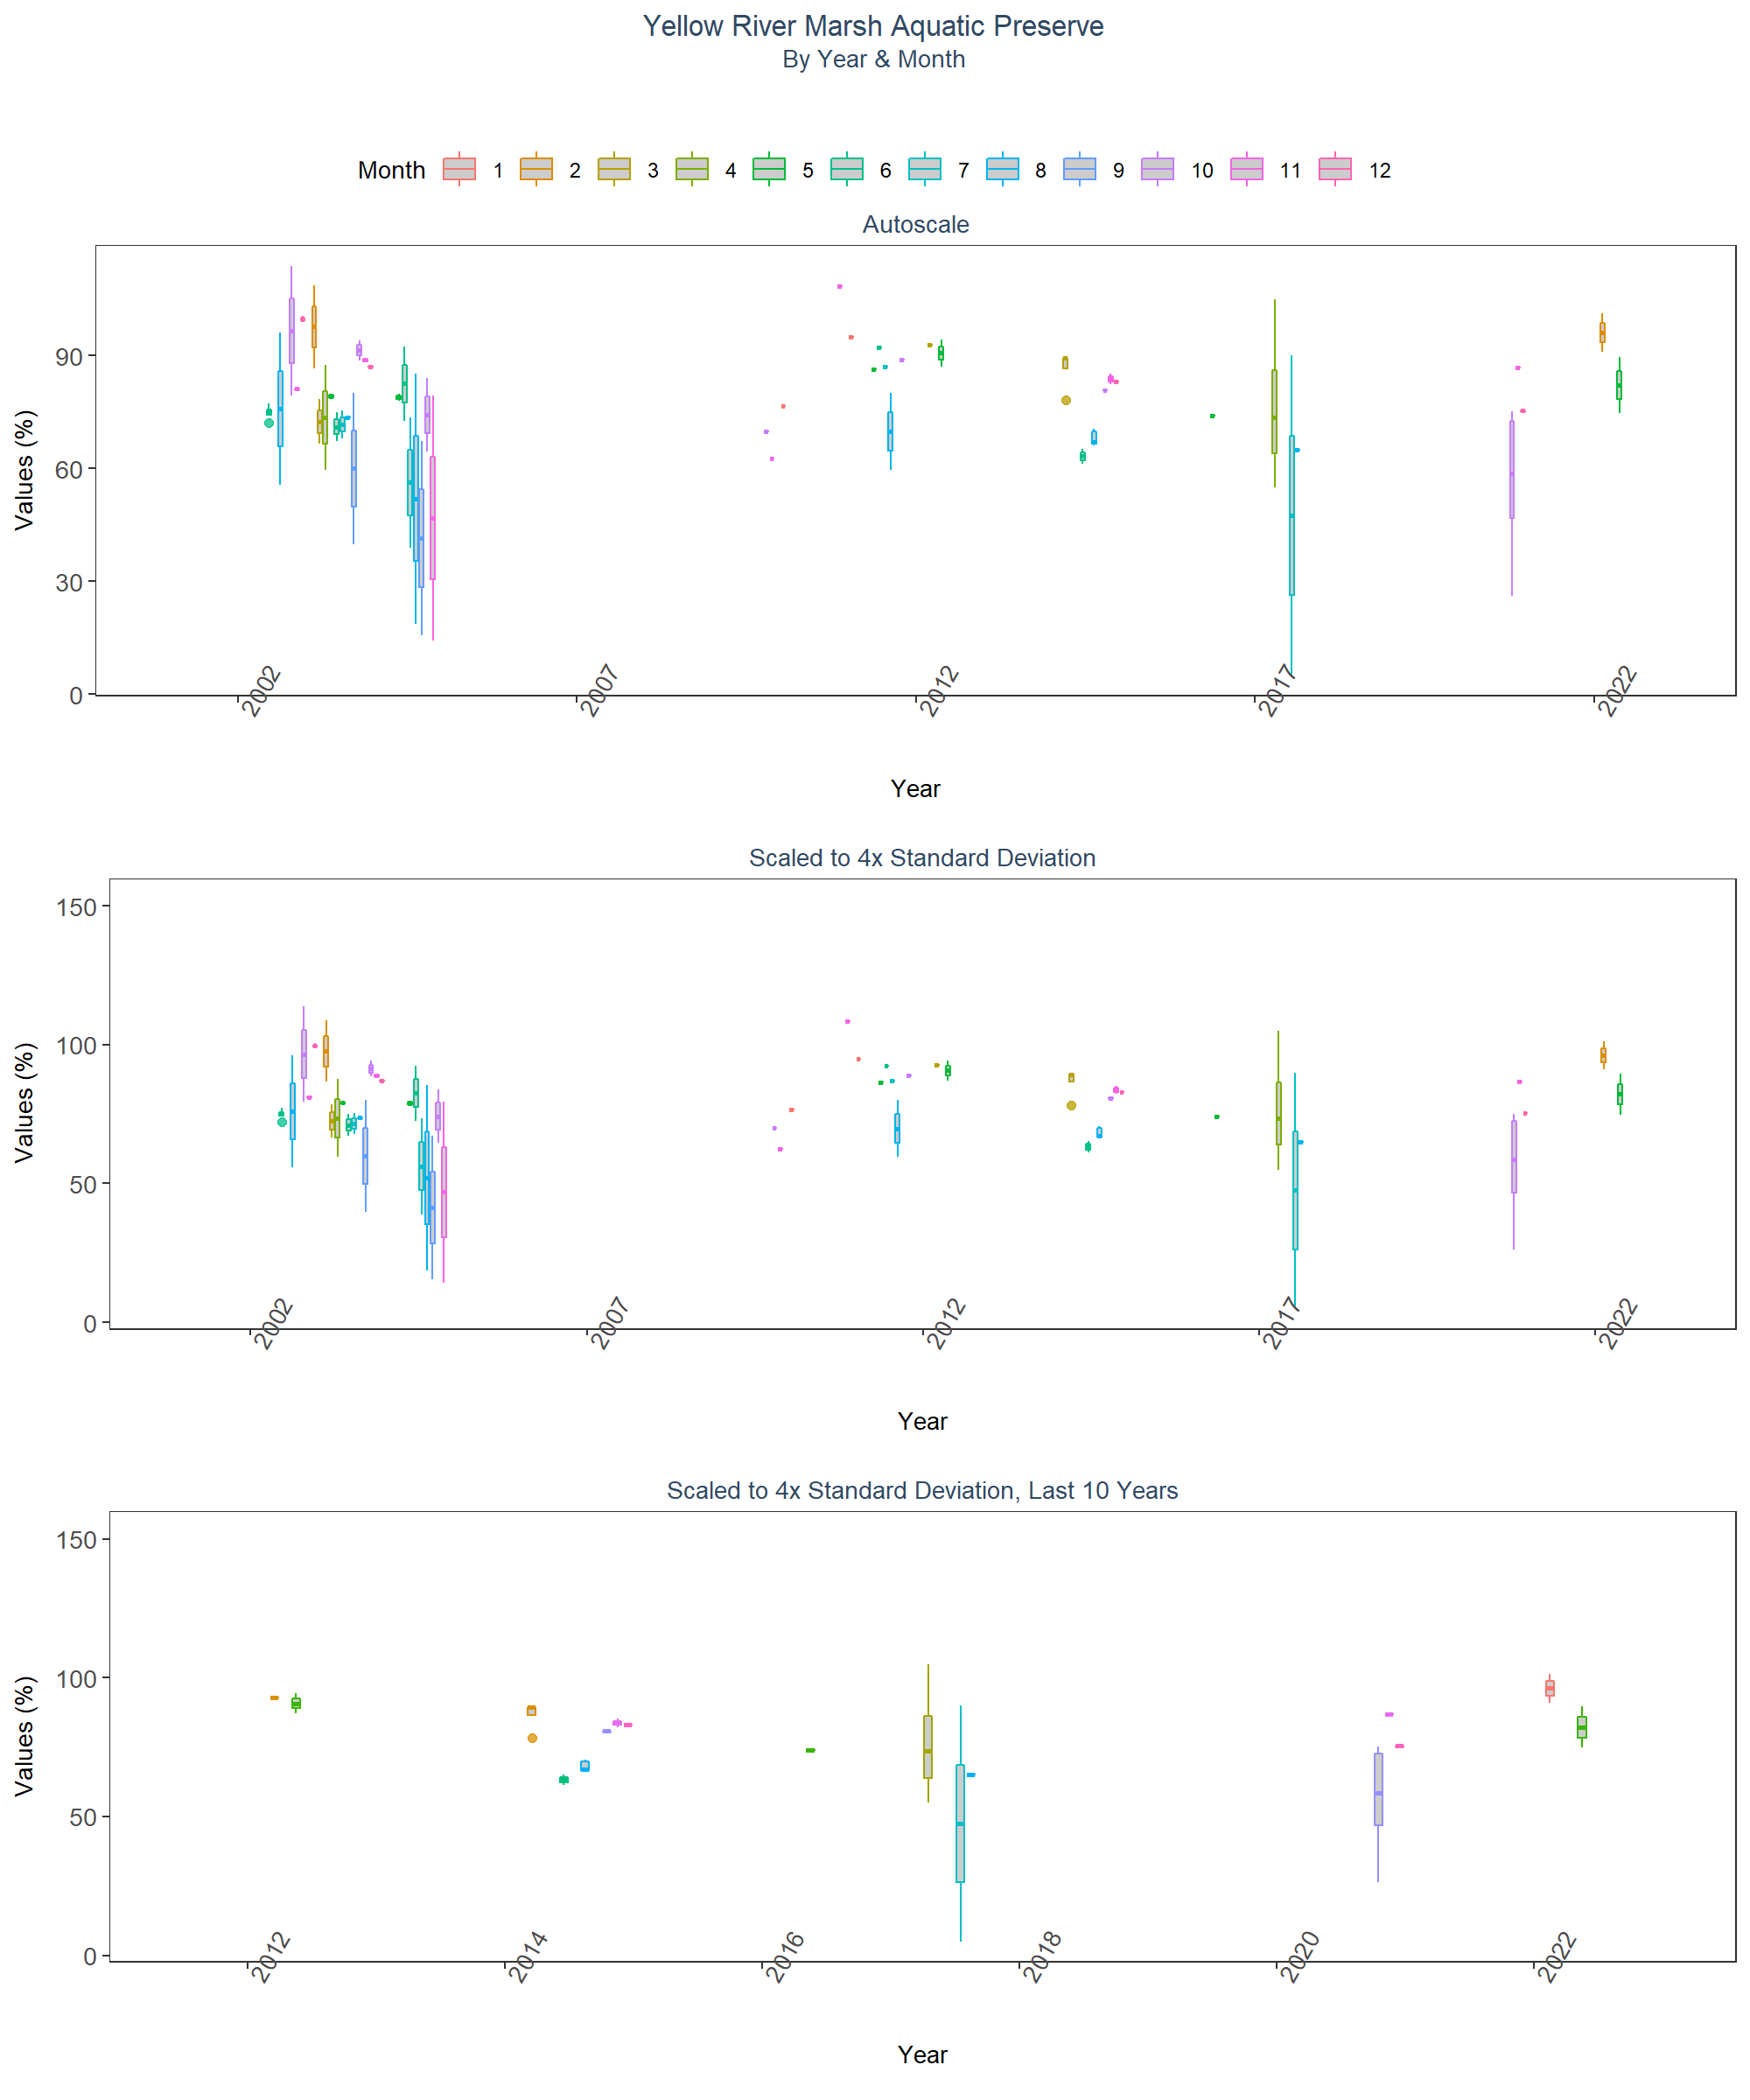 Yellow River Marsh Aquatic Preserve
By Year & Month
Month 1 2 3 4 5 6 7 8 9 10 11 12
Autoscale
Values (%)
90
60
30
0
2002 2007 2012 2017 2022
Year
Scaled to 4x Standard Deviation
Values (%)
150
100
50
0
2002 2007 2012 2017 2022
Year
Scaled to 4x Standard Deviation, Last 10 Years
Values (%)
150
100
50
0
2012 2014 2016 2018 2020 2022
Year